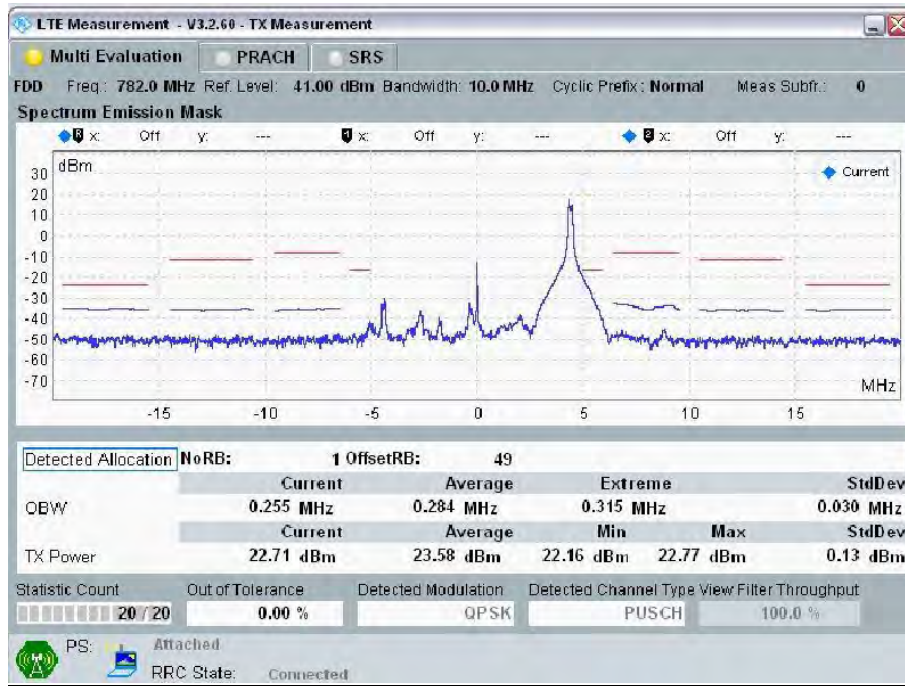 LTE Measurement - V3.2.60 - TX Measurement
Multi Evaluation PRACH SRS
FDD Freq.: 782.0 MHz Ref. Level: 41.00 dBm Bandwidth: 10.0 MHz Cyclic Prefix: Normal Meas Subfr.: 0
Spectrum Emission Mask
R x: Off y: --- 1 x: Off y: --- 2 x: Off y: ---
dBm
Current
30
20
10
0
-10
-20
-30
-40
-50
-60
-70
MHz
-15 -10 -5 0 5 10 15
Detected Allocation NoRB: 1 OffsetRB: 49
Current Average Extreme StdDev
OBW 0.255 MHz 0.284 MHz 0.315 MHz 0.030 MHz
Current Average Min Max StdDev
TX Power 22.71 dBm 23.58 dBm 22.16 dBm 22.77 dBm 0.13 dBm
Statistic Count Out of Tolerance Detected Modulation Detected Channel Type View Filter Throughput
20 / 20 0.00 % QPSK PUSCH 100.0 %
PS: Attached
RRC State: Connected